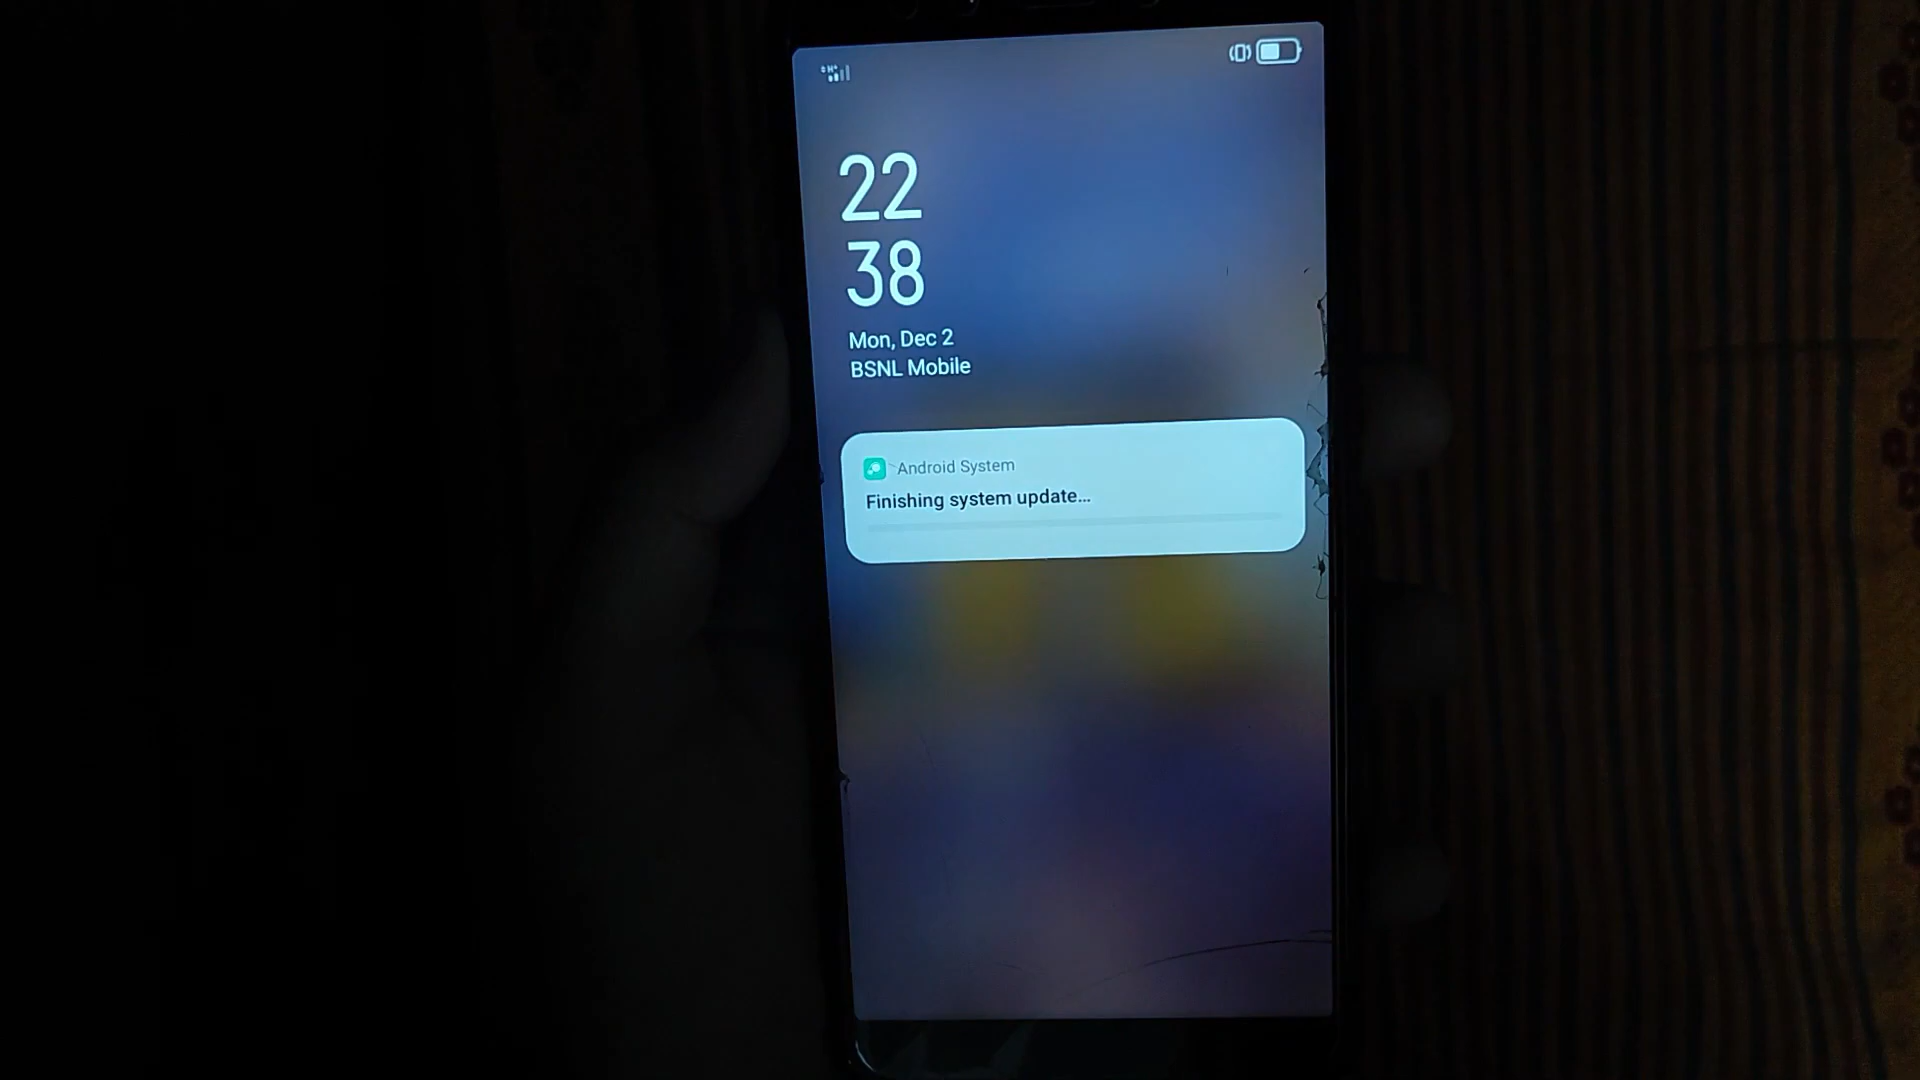 H+
22
38
Mon, Dec 2
BSNL Mobile
Android System
Finishing system update...